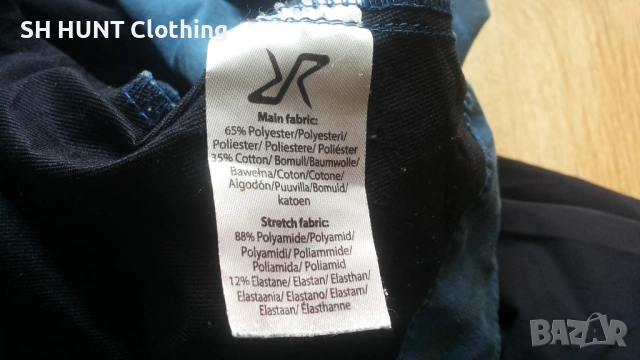 SH HUNT Clothing
Main fabric:
65% Polyester/Polyesteri/
Poliester/ Poliestere/ Poliéster
35% Cotton/ Bomull/Baumwolle/
Bawełna/Coton/Cotone/
Algodón/Puuvilla/Bomuld/
katoen
Stretch fabric:
88% Polyamide/Polyamid/
Polyamidi/ Poliammide/
Poliamida/ Poliamid
12% Elastane/ Elastan/ Elasthan/
Elastaania/ Elastano/ Elastam/
Elastaan/ Élasthanne
BAZAR